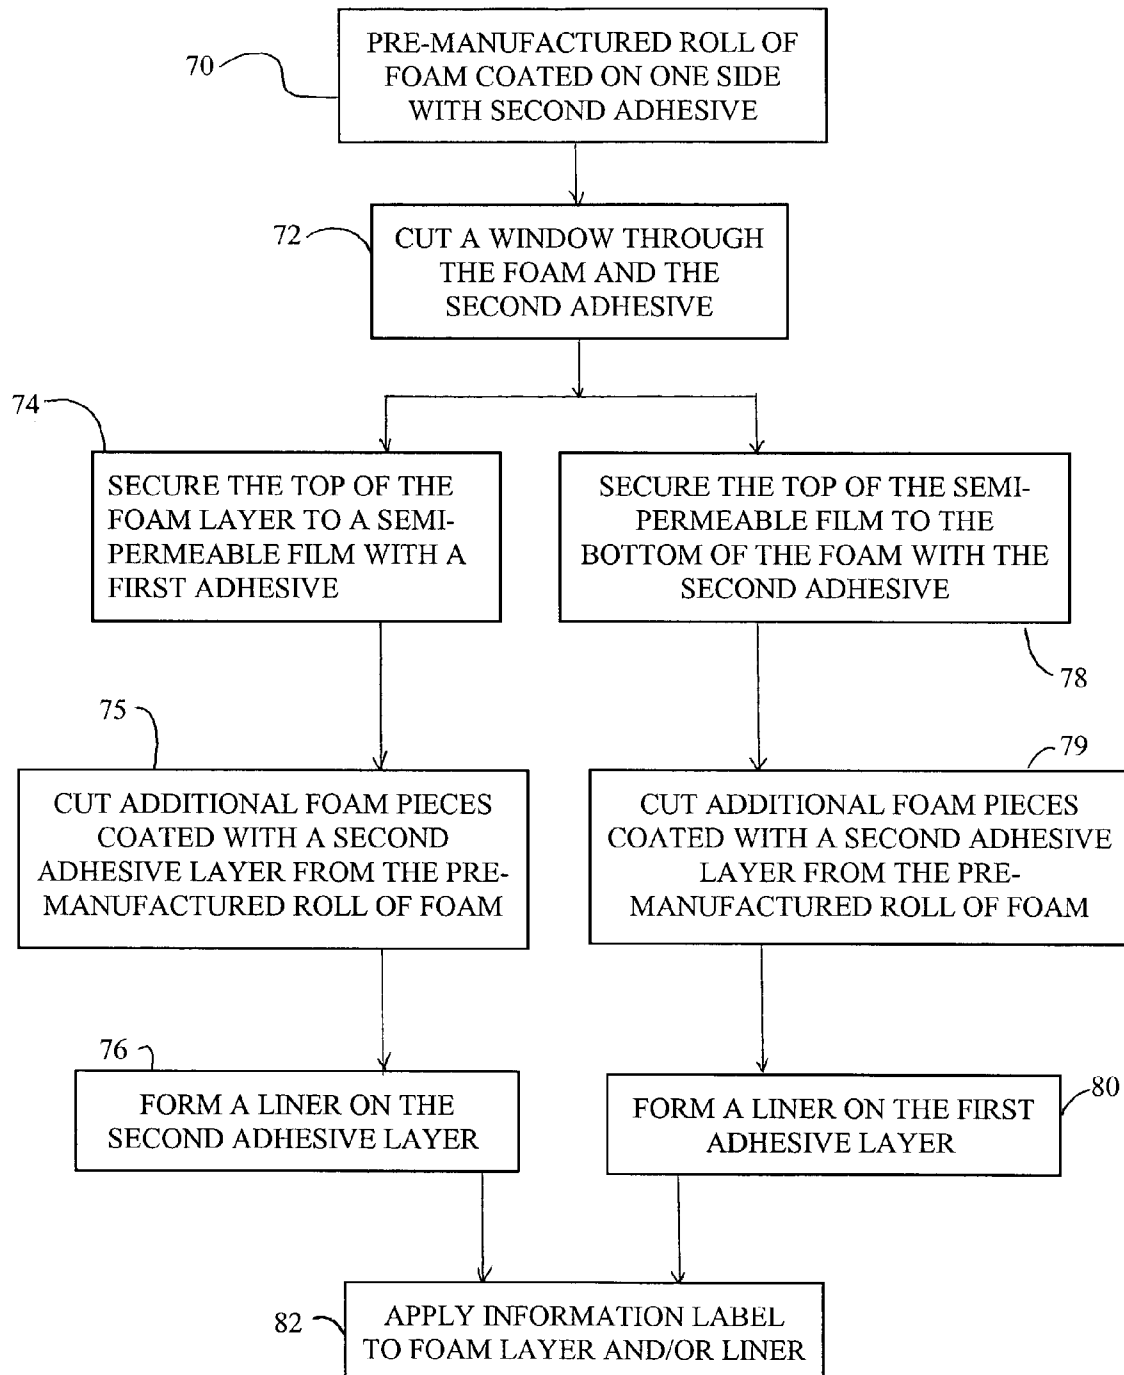 70
PRE-MANUFACTURED ROLL OF
FOAM COATED ON ONE SIDE
WITH SECOND ADHESIVE
72
CUT A WINDOW THROUGH
THE FOAM AND THE
SECOND ADHESIVE
74
SECURE THE TOP OF THE
FOAM LAYER TO A SEMI-
PERMEABLE FILM WITH A
FIRST ADHESIVE
SECURE THE TOP OF THE SEMI-
PERMEABLE FILM TO THE
BOTTOM OF THE FOAM WITH THE
SECOND ADHESIVE
78
75
CUT ADDITIONAL FOAM PIECES
COATED WITH A SECOND
ADHESIVE LAYER FROM THE PRE-
MANUFACTURED ROLL OF FOAM
79
CUT ADDITIONAL FOAM PIECES
COATED WITH A SECOND ADHESIVE
LAYER FROM THE PRE-
MANUFACTURED ROLL OF FOAM
76
FORM A LINER ON THE
SECOND ADHESIVE LAYER
80
FORM A LINER ON THE FIRST
ADHESIVE LAYER
82
APPLY INFORMATION LABEL
TO FOAM LAYER AND/OR LINER